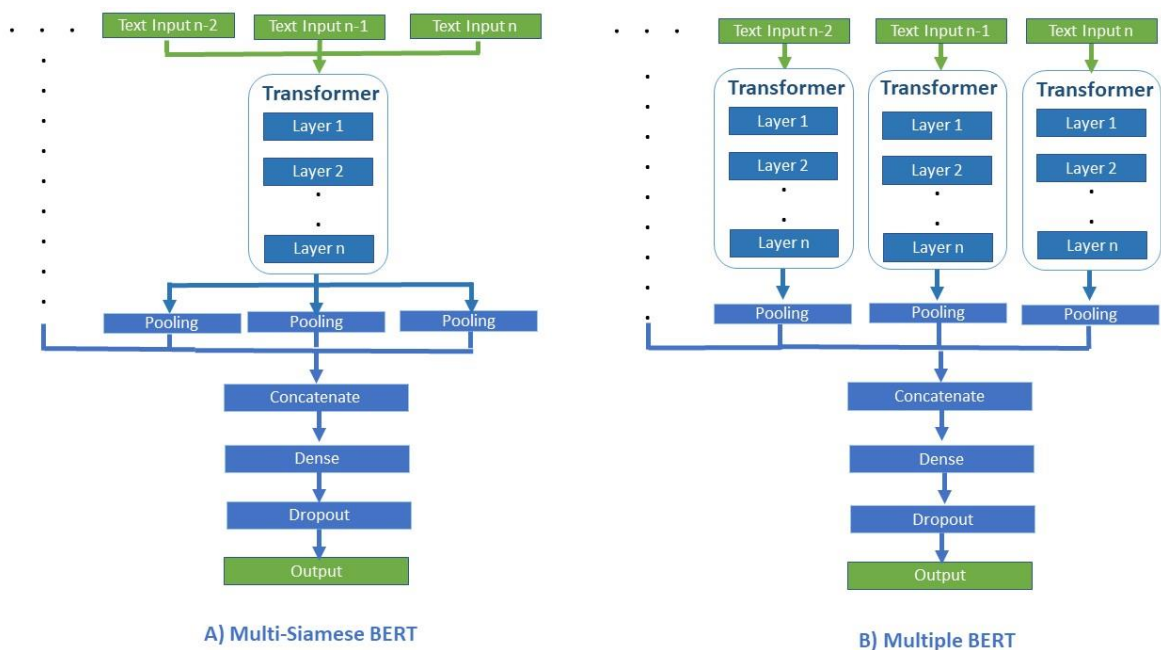 Text Input n-2
Text Input n-1
Text Input n
Transformer
Layer 1
Layer 2
Layer n
Pooling
Pooling
Pooling
Concatenate
Dense
Dropout
Output
A) Multi-Siamese BERT
Text Input n-2
Text Input n-1
Text Input n
Transformer
Layer 1
Layer 2
Layer n
Transformer
Layer 1
Layer 2
Layer n
Transformer
Layer 1
Layer 2
Layer n
Pooling
Pooling
Pooling
Concatenate
Dense
Dropout
Output
B) Multiple BERT